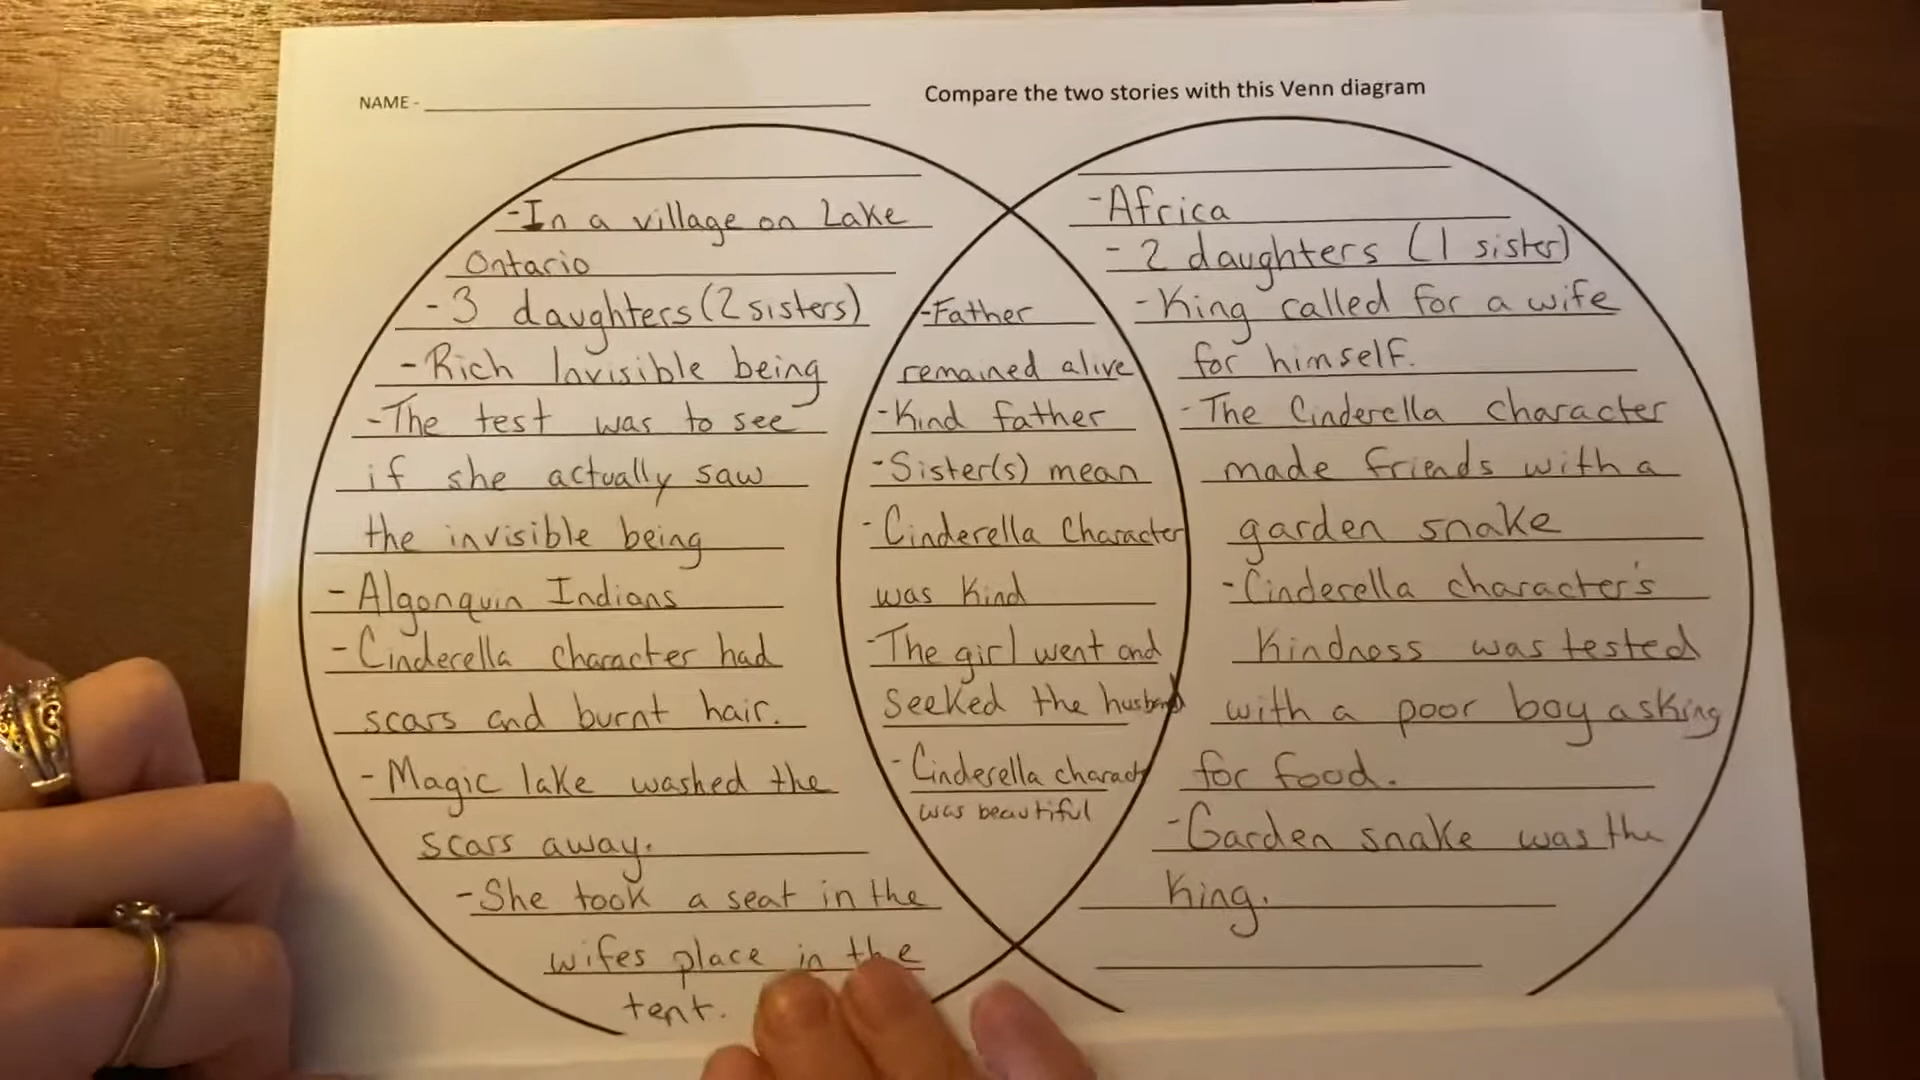 NAME -
Compare the two stories with this Venn diagram
-In a village on Lake
Ontario
-3 daughters (2 sisters)
-Rich Invisible being
-The test was to see
if she actually saw
the invisible being
-Algonquin Indians
-Cinderella character had
scars and burnt hair.
-Magic lake washed the
scars away.
-She took a seat in the
wifes place in the
tent.
-Father
remained alive
-Kind father
-Sister(s) mean
-Cinderella Character
was kind
-The girl went and
seeked the husband
-Cinderella charact
was beautiful
-Africa
-2 daughters (1 sister)
-King called for a wife
for himself.
-The Cinderella character
made friends with a
garden snake
-Cinderella character's
kindness was tested
with a poor boy asking
for food.
-Garden snake was the
King.